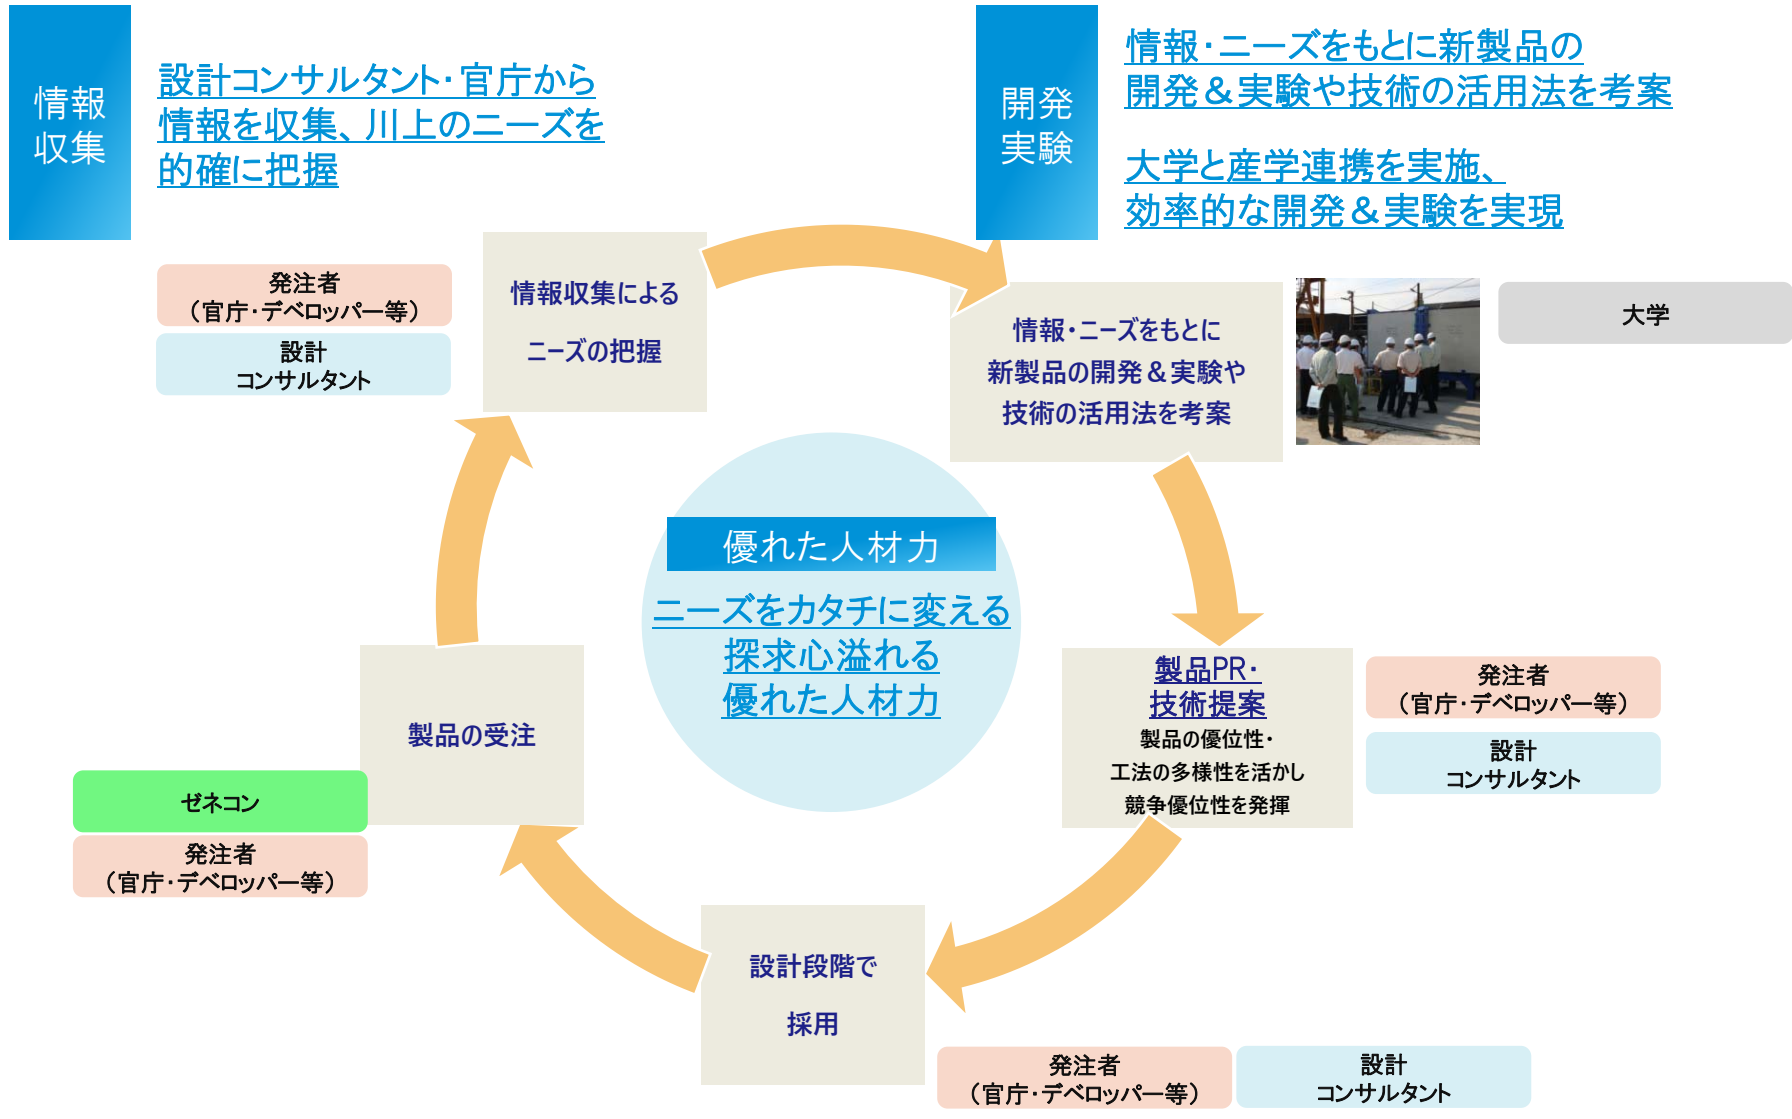 情報
収集
設計コンサルタント・官庁から
情報を収集、川上のニーズを
的確に把握
開発
実験
情報・ニーズをもとに新製品の
開発＆実験や技術の活用法を考案
大学と産学連携を実施、
効率的な開発＆実験を実現
発注者
（官庁・デベロッパー等）
設計
コンサルタント
情報収集による
ニーズの把握
情報・ニーズをもとに
新製品の開発＆実験や
技術の活用法を考案
大学
優れた人材力
ニーズをカタチに変える
探求心溢れる
優れた人材力
製品PR・
技術提案
製品の優位性・
工法の多様性を活かし
競争優位性を発揮
発注者
（官庁・デベロッパー等）
設計
コンサルタント
設計段階で
採用
発注者
（官庁・デベロッパー等）
設計
コンサルタント
製品の受注
ゼネコン
発注者
（官庁・デベロッパー等）